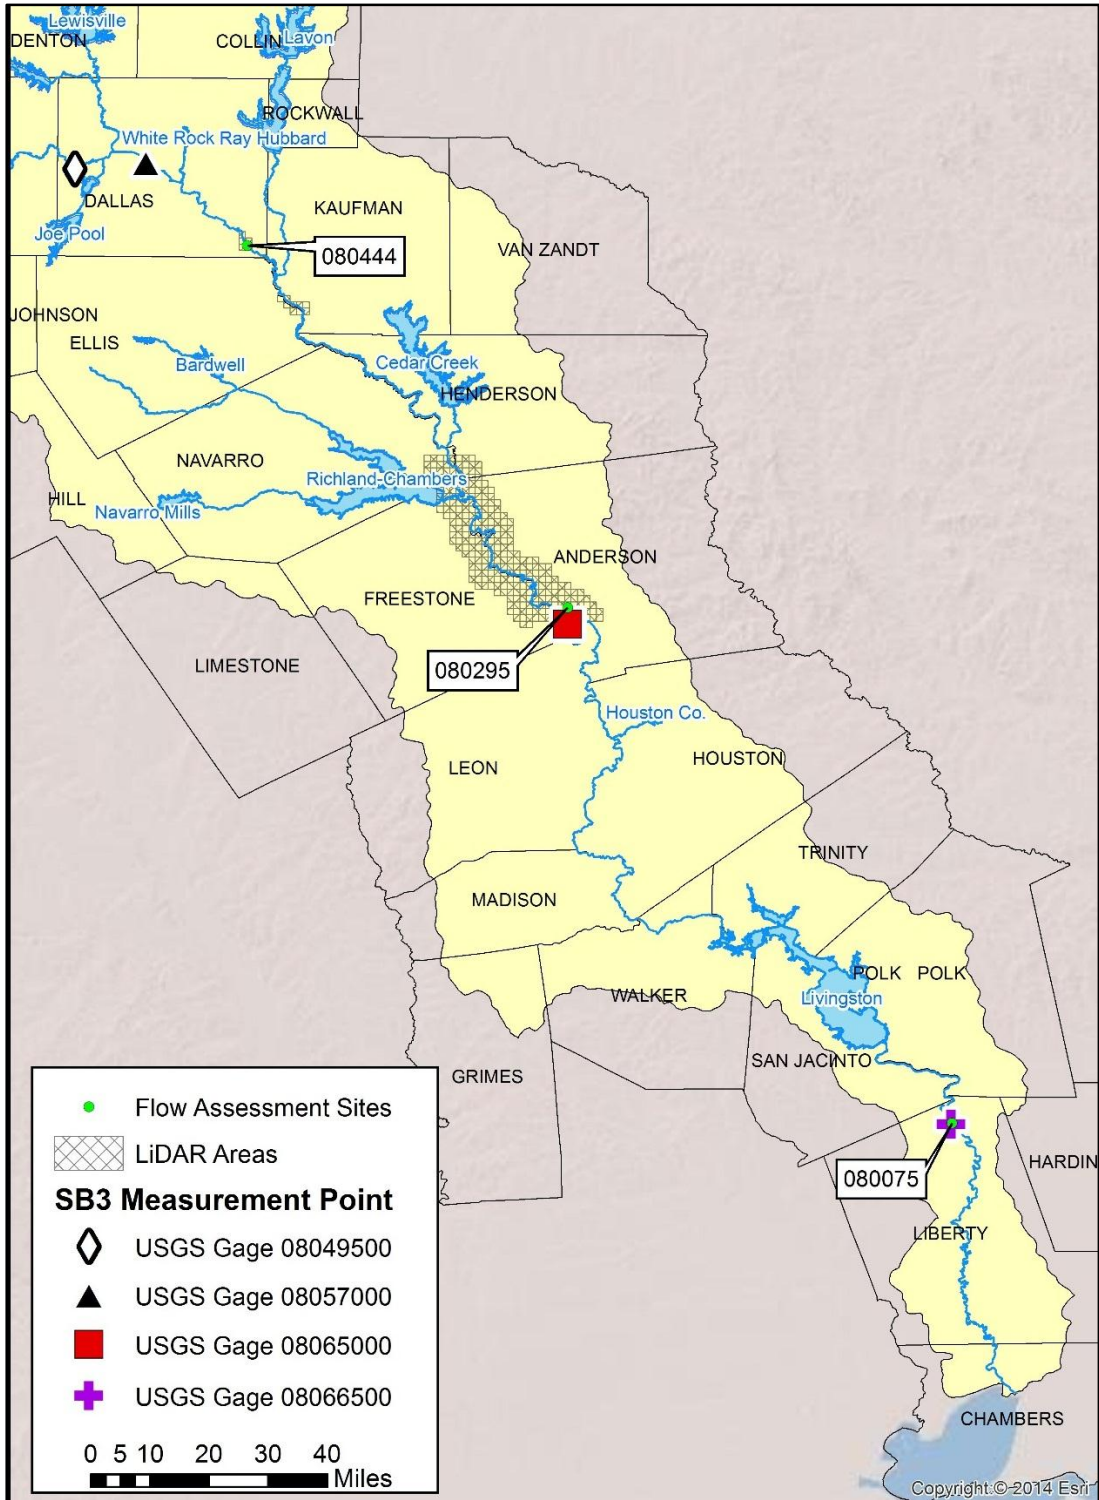 Lewisville
DENTON
COLLIN
Lavon
ROCKWALL
White Rock
Ray Hubbard
DALLAS
KAUFMAN
Joe Pool
VAN ZANDT
080444
JOHNSON
ELLIS
Bardwell
Cedar Creek
HENDERSON
NAVARRO
Richland-Chambers
HILL
Navarro Mills
ANDERSON
FREESTONE
LIMESTONE
080295
Houston Co.
HOUSTON
LEON
TRINITY
MADISON
POLK
POLK
WALKER
Livingston
SAN JACINTO
GRIMES
HARDIN
080075
LIBERTY
CHAMBERS
Flow Assessment Sites
LiDAR Areas
SB3 Measurement Point
USGS Gage 08049500
USGS Gage 08057000
USGS Gage 08065000
USGS Gage 08066500
0 5 10 20 30 40
Miles
Copyright:© 2014 Esri